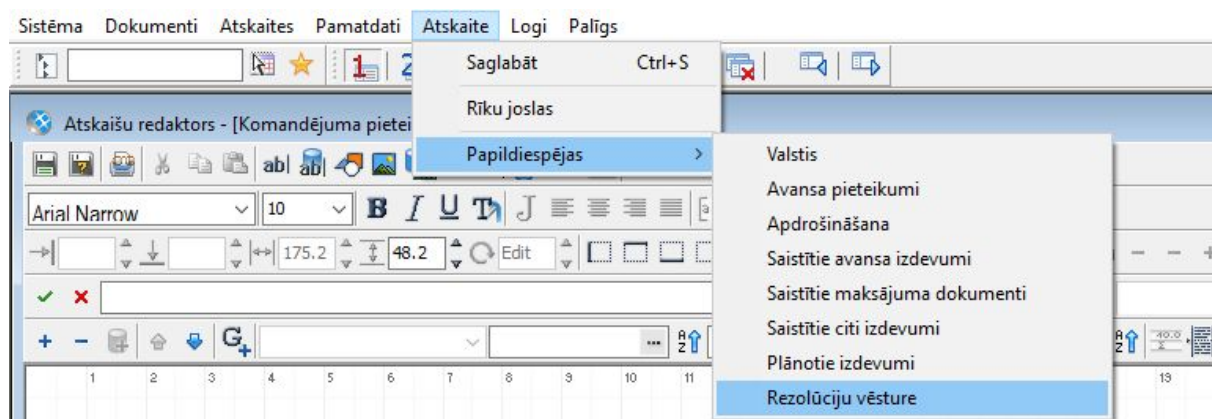 Sistēma Dokumenti Atskaites Pamatdati Atskaite Logi Palīgs
Saglabāt Ctrl+S
Rīku joslas
Atskaišu redaktors - [Komandējuma pietei
Papildiespējas >
Valstis
Avansa pieteikumi
Arial Narrow 10 B I U
Apdrošināšana
175.2 48.2 Edit
Saistītie avansa izdevumi
Saistītie maksājuma dokumenti
Saistītie citi izdevumi
Plānotie izdevumi
1 2 3 4 5 6 7 8 9 10 11 19
Rezolūciju vēsture